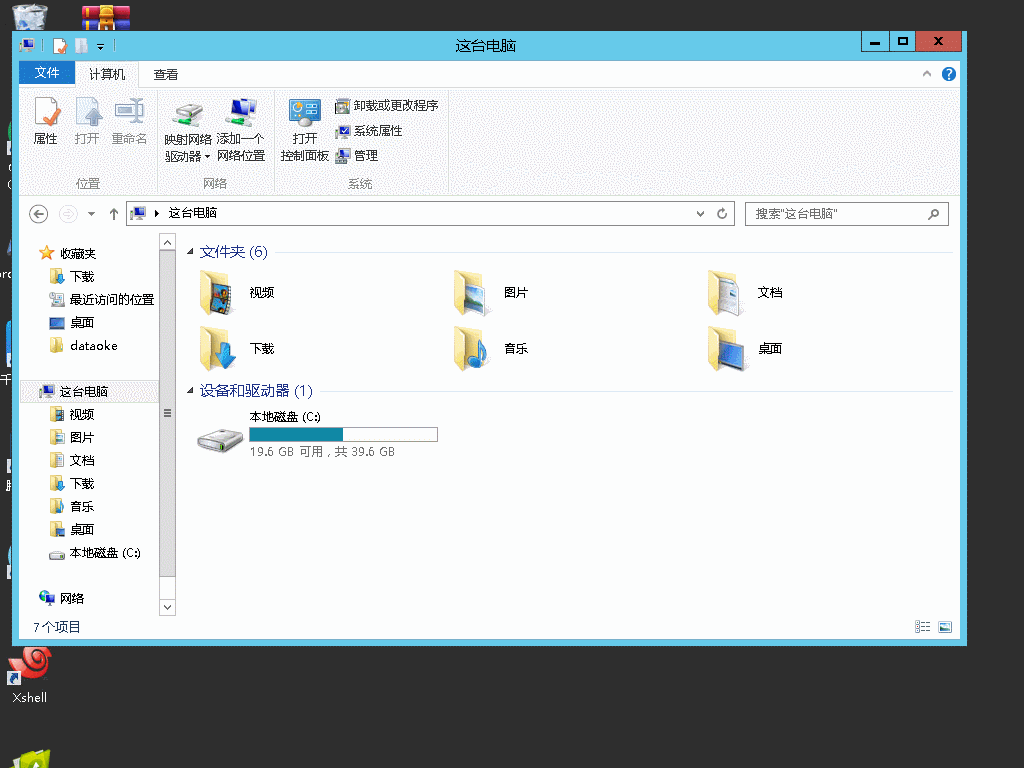 这台电脑
文件 计算机 查看
属性 打开 重命名
映射网络驱动器 添加一个网络位置
打开控制面板
卸载或更改程序
系统属性
管理
位置 网络 系统
这台电脑 搜索"这台电脑"
收藏夹
下载
最近访问的位置
桌面
dataoke
这台电脑
视频
图片
文档
下载
音乐
桌面
本地磁盘 (C:)
网络
文件夹 (6)
视频 图片 文档
下载 音乐 桌面
设备和驱动器 (1)
本地磁盘 (C:)
19.6 GB 可用，共 39.6 GB
7 个项目
Xshell